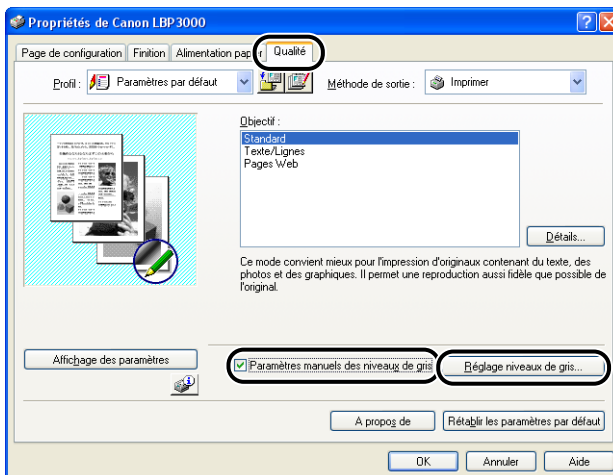 Propriétés de Canon LBP3000
Page de configuration Finition Alimentation papier Qualité
Profil : Paramètres par défaut Méthode de sortie : Imprimer
Objectif :
Standard
Texte/Lignes
Pages Web
Détails...
Ce mode convient mieux pour l'impression d'originaux contenant du texte, des
photos et des graphiques. Il permet une reproduction aussi fidèle que possible de
l'original.
Affichage des paramètres
Paramètres manuels des niveaux de gris
Réglage niveaux de gris...
A propos de
Rétablir les paramètres par défaut
OK Annuler Aide